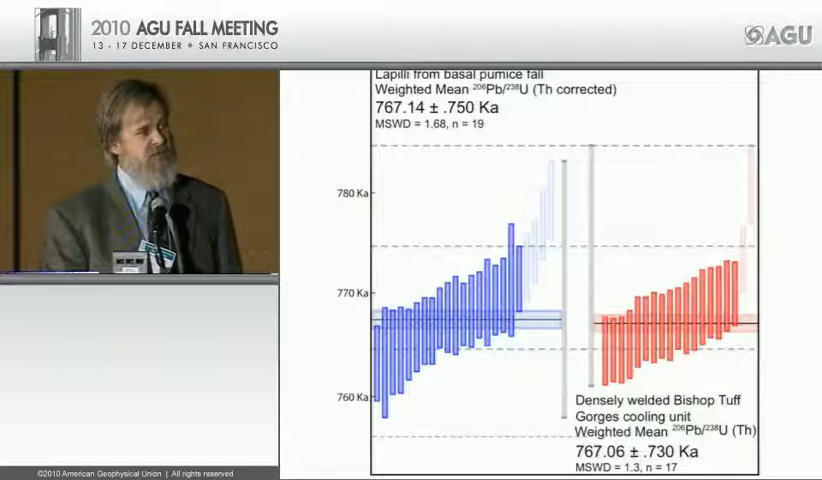 2010 AGU FALL MEETING
13 - 17 DECEMBER • SAN FRANCISCO
AGU
Lapilli from basal pumice fall
Weighted Mean ²⁰⁶Pb/²³⁸U (Th corrected)
767.14 ± .750 Ka
MSWD = 1.68, n = 19
780 Ka
770 Ka
760 Ka
Densely welded Bishop Tuff
Gorges cooling unit
Weighted Mean ²⁰⁶Pb/²³⁸U (Th)
767.06 ± .730 Ka
MSWD = 1.3, n = 17
©2010 American Geophysical Union | All rights reserved